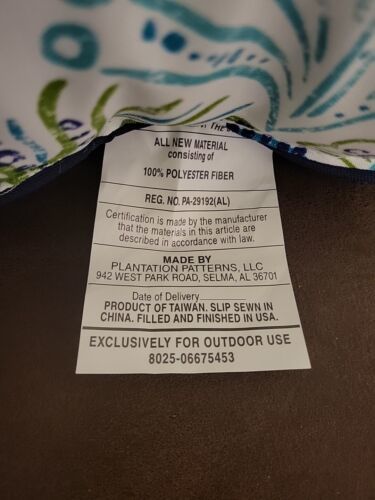 ALL NEW MATERIAL
consisting of
100% POLYESTER FIBER
REG. NO. PA-29192(AL)
Certification is made by the manufacturer
that the materials in this article are
described in accordance with law.
MADE BY
PLANTATION PATTERNS, LLC
942 WEST PARK ROAD, SELMA, AL 36701
Date of Delivery
PRODUCT OF TAIWAN. SLIP SEWN IN
CHINA. FILLED AND FINISHED IN USA.
EXCLUSIVELY FOR OUTDOOR USE
8025-06675453